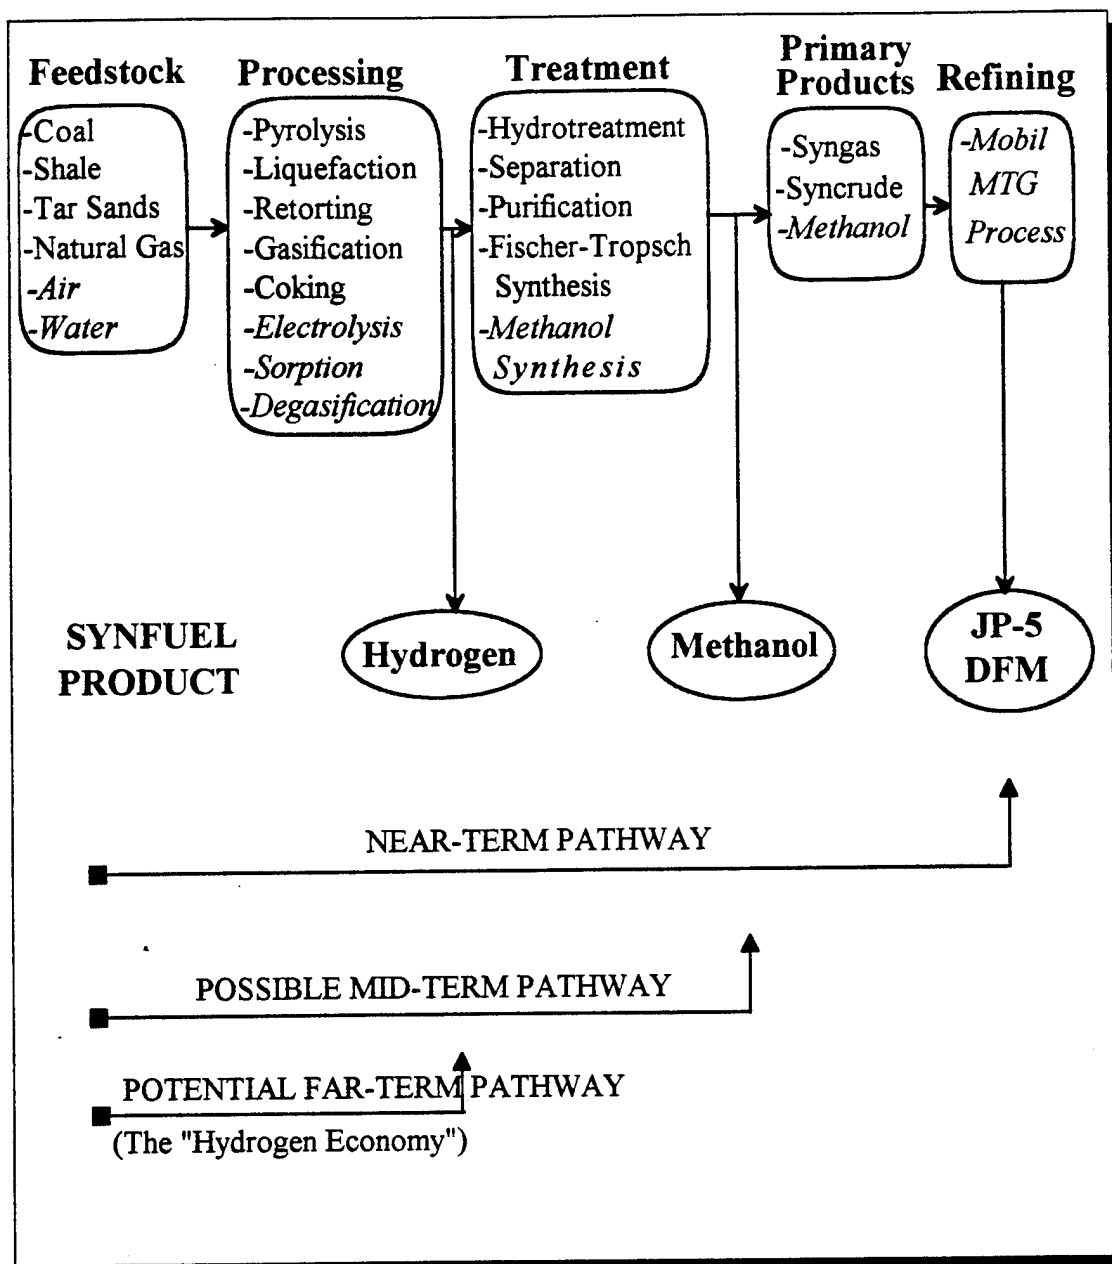 Feedstock
-Coal
-Shale
-Tar Sands
-Natural Gas
-Air
-Water
Processing
-Pyrolysis
-Liquefaction
-Retorting
-Gasification
-Coking
-Electrolysis
-Sorption
-Degasification
Treatment
-Hydrotreatment
-Separation
-Purification
-Fischer-Tropsch
Synthesis
-Methanol
Synthesis
Primary
Products
-Syngas
-Syncrude
-Methanol
Refining
-Mobil
MTG
Process
SYNFUEL
PRODUCT
Hydrogen
Methanol
JP-5
DFM
NEAR-TERM PATHWAY
POSSIBLE MID-TERM PATHWAY
POTENTIAL FAR-TERM PATHWAY
(The "Hydrogen Economy")